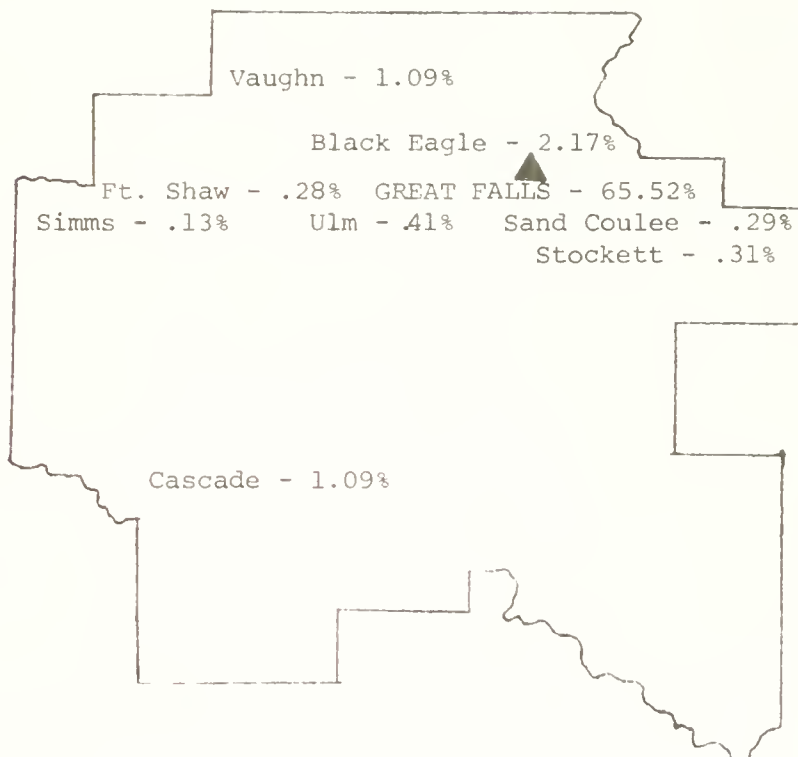 Vaughn - 1.09%
Black Eagle - 2.17%
Ft. Shaw - .28% GREAT FALLS - 65.52%
Simms - .13% Ulm - .41% Sand Coulee - .29%
Stockett - .31%
Cascade - 1.09%